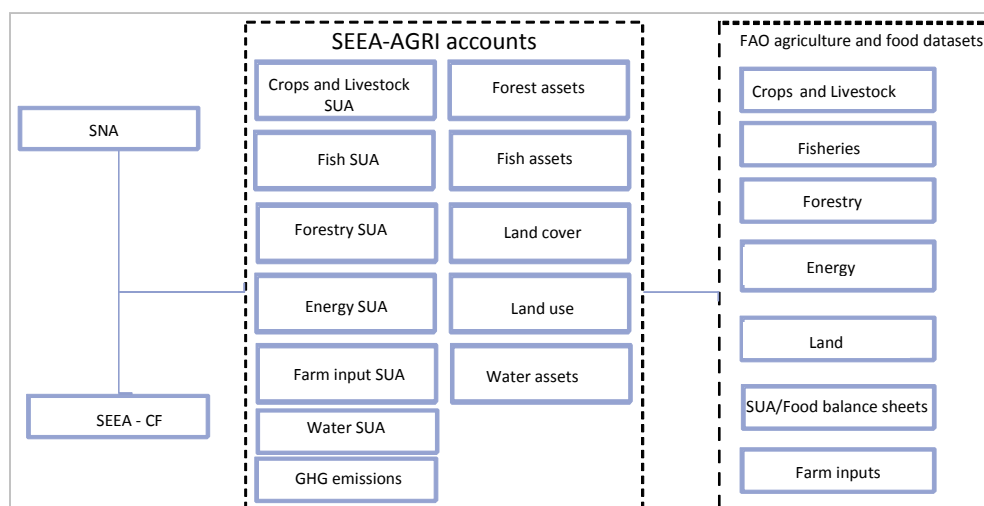 SNA
SEEA - CF
SEEA-AGRI accounts
Crops and Livestock
SUA
Fish SUA
Forestry SUA
Energy SUA
Farm input SUA
Water SUA
GHG emissions
Forest assets
Fish assets
Land cover
Land use
Water assets
FAO agriculture and food datasets
Crops and Livestock
Fisheries
Forestry
Energy
Land
SUA/Food balance sheets
Farm inputs